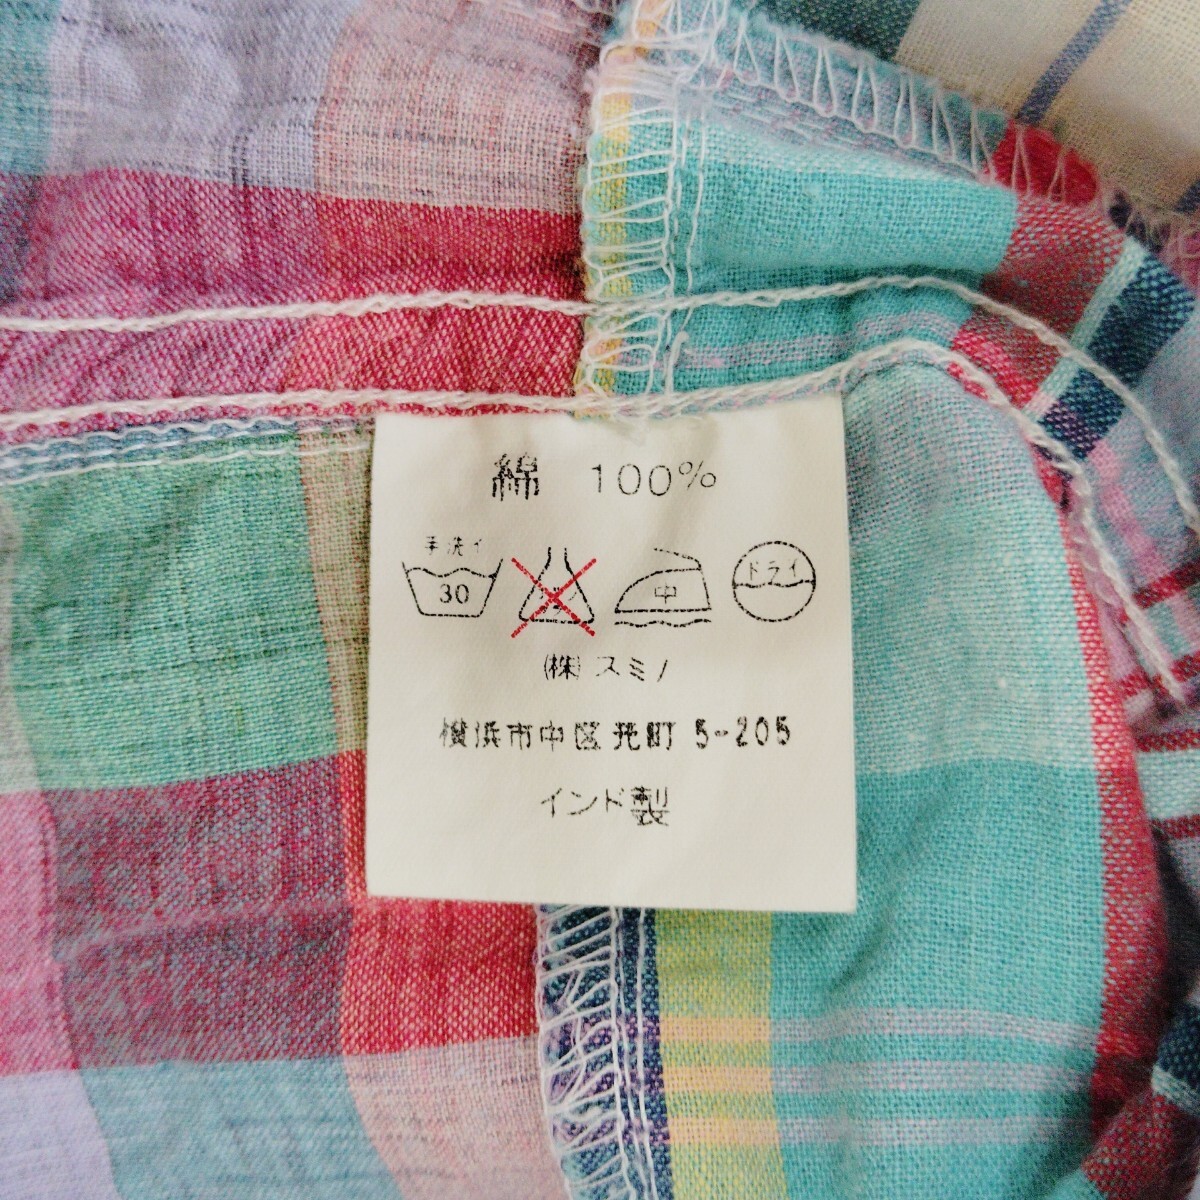 綿 100%
手洗イ
30
中
ドライ
(株)スミノ
横浜市中区 町 5-205
インド製